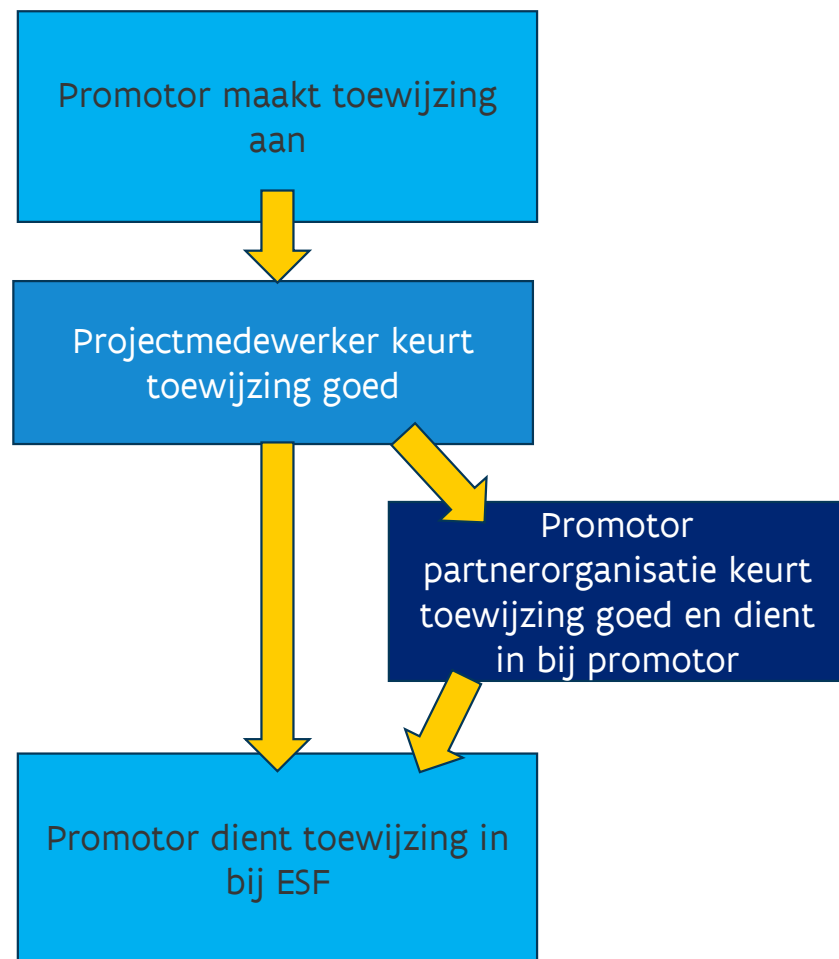 Promotor maakt toewijzing
aan
Projectmedewerker keurt
toewijzing goed
Promotor
partnerorganisatie keurt
toewijzing goed en dient
in bij promotor
Promotor dient toewijzing in
bij ESF